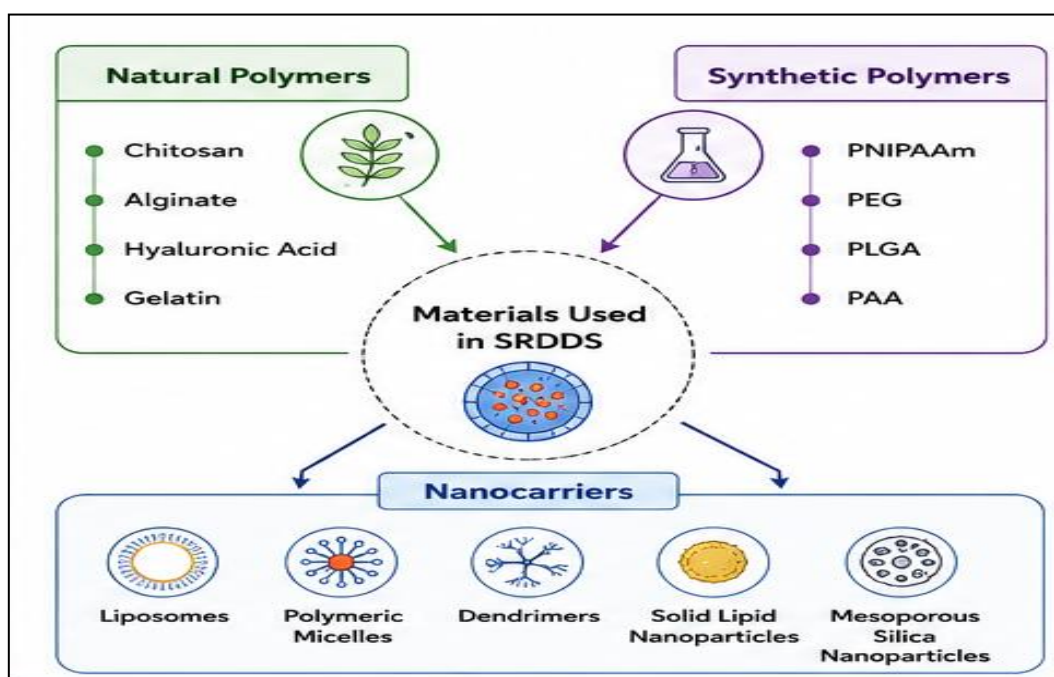 Natural Polymers
Chitosan
Alginate
Hyaluronic Acid
Gelatin
Synthetic Polymers
PNIPAAm
PEG
PLGA
PAA
Materials Used
in SRDDS
Nanocarriers
Liposomes
Polymeric
Micelles
Dendrimers
Solid Lipid
Nanoparticles
Mesoporous
Silica
Nanoparticles